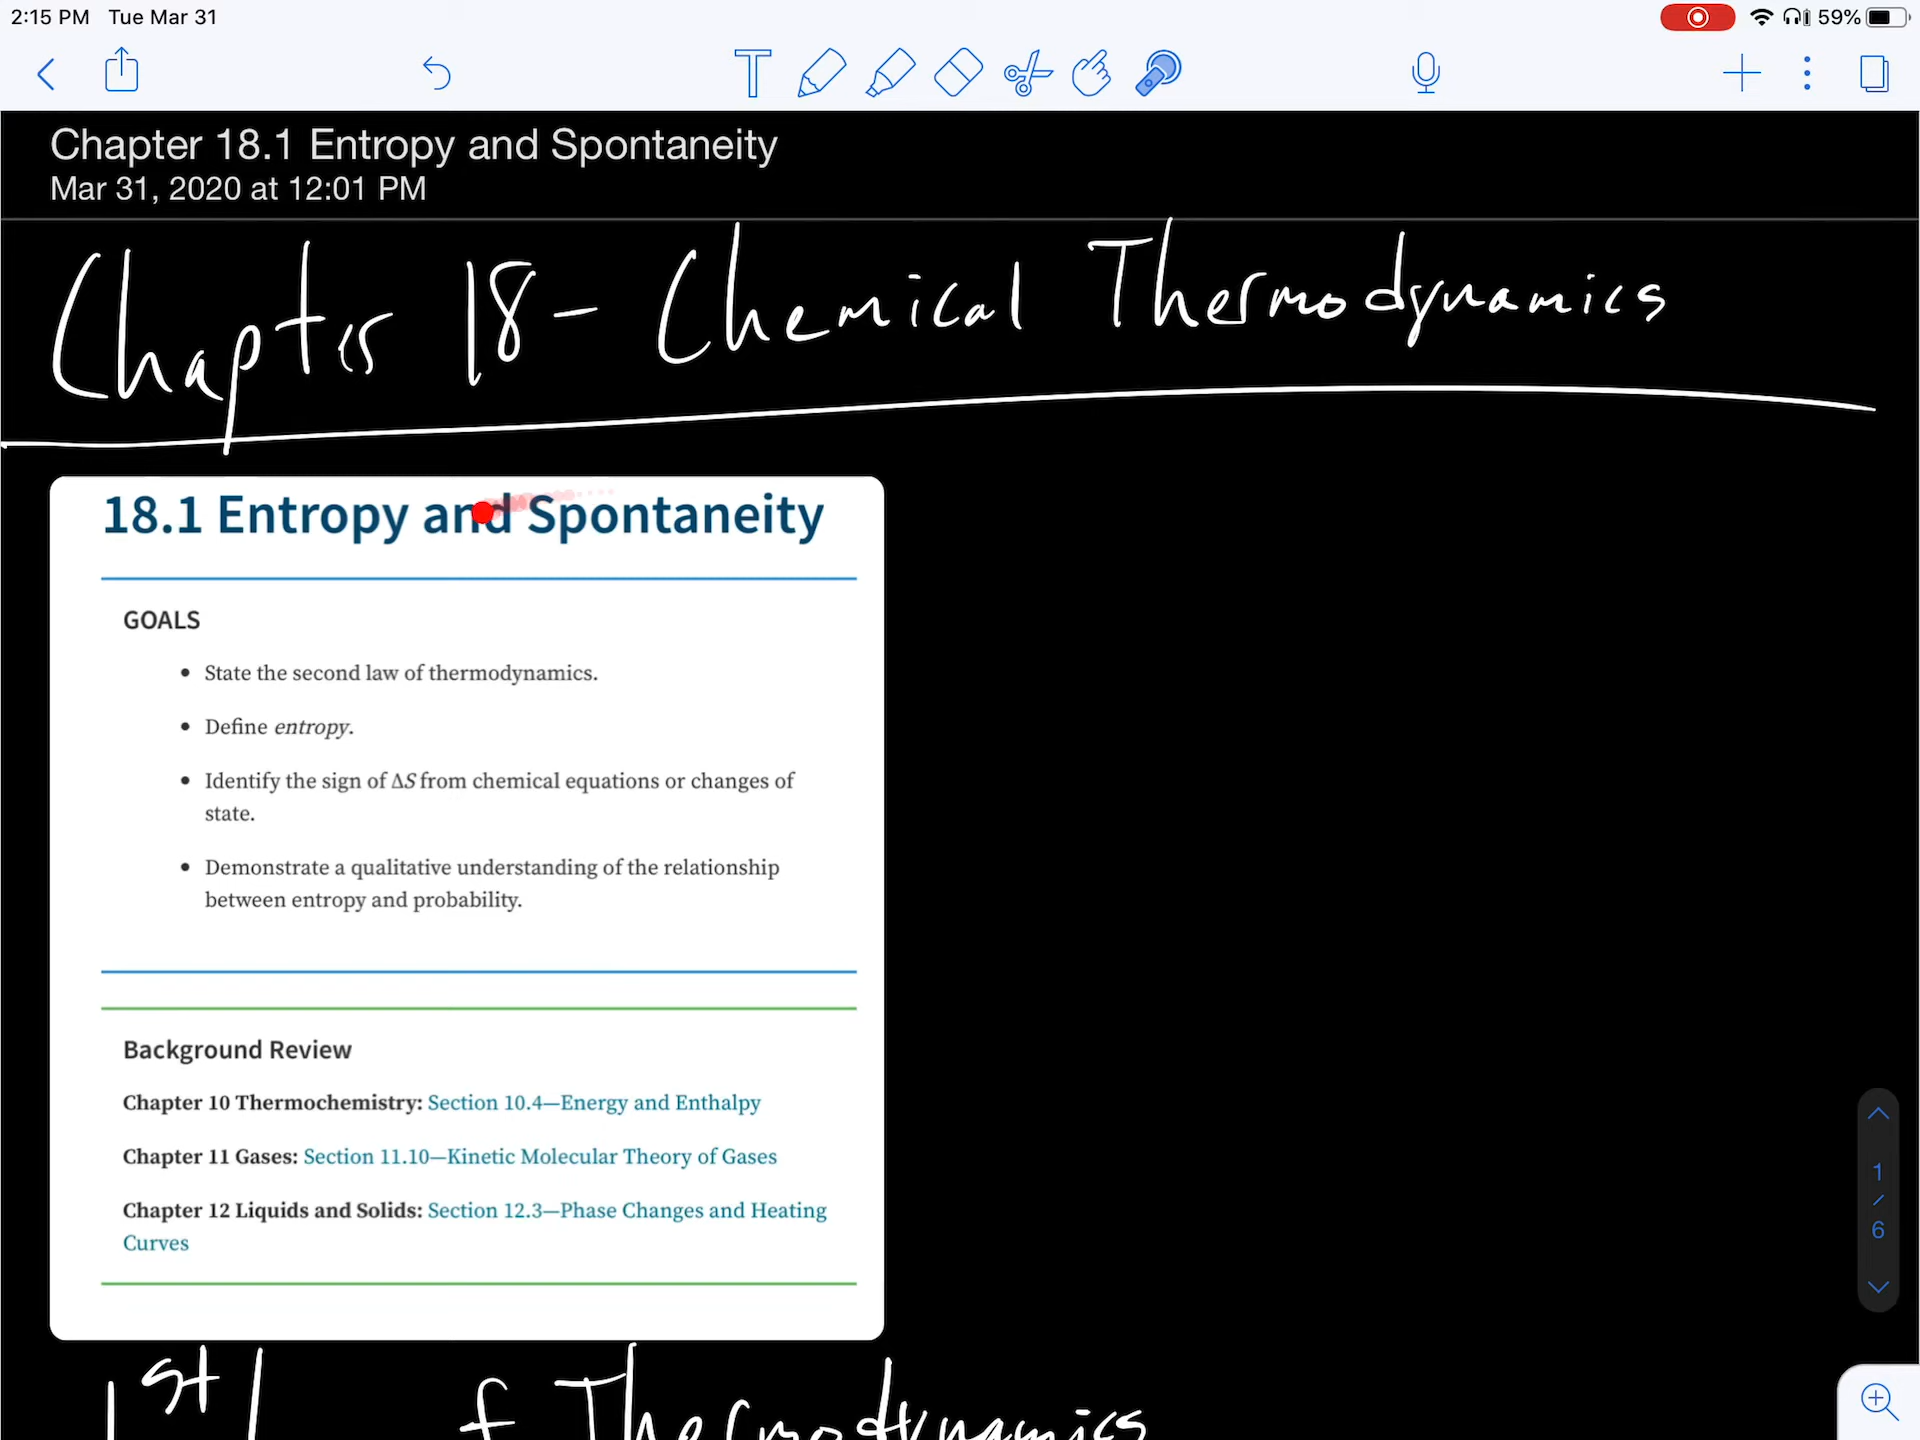 2:15 PM Tue Mar 31
59%
Chapter 18.1 Entropy and Spontaneity
Mar 31, 2020 at 12:01 PM
Chapter 18 - Chemical Thermodynamics
18.1 Entropy and Spontaneity
GOALS
• State the second law of thermodynamics.
• Define entropy.
• Identify the sign of ΔS from chemical equations or changes of
state.
• Demonstrate a qualitative understanding of the relationship
between entropy and probability.
Background Review
Chapter 10 Thermochemistry: Section 10.4—Energy and Enthalpy
Chapter 11 Gases: Section 11.10—Kinetic Molecular Theory of Gases
Chapter 12 Liquids and Solids: Section 12.3—Phase Changes and Heating
Curves
1
/
6
1st Thermodynamics